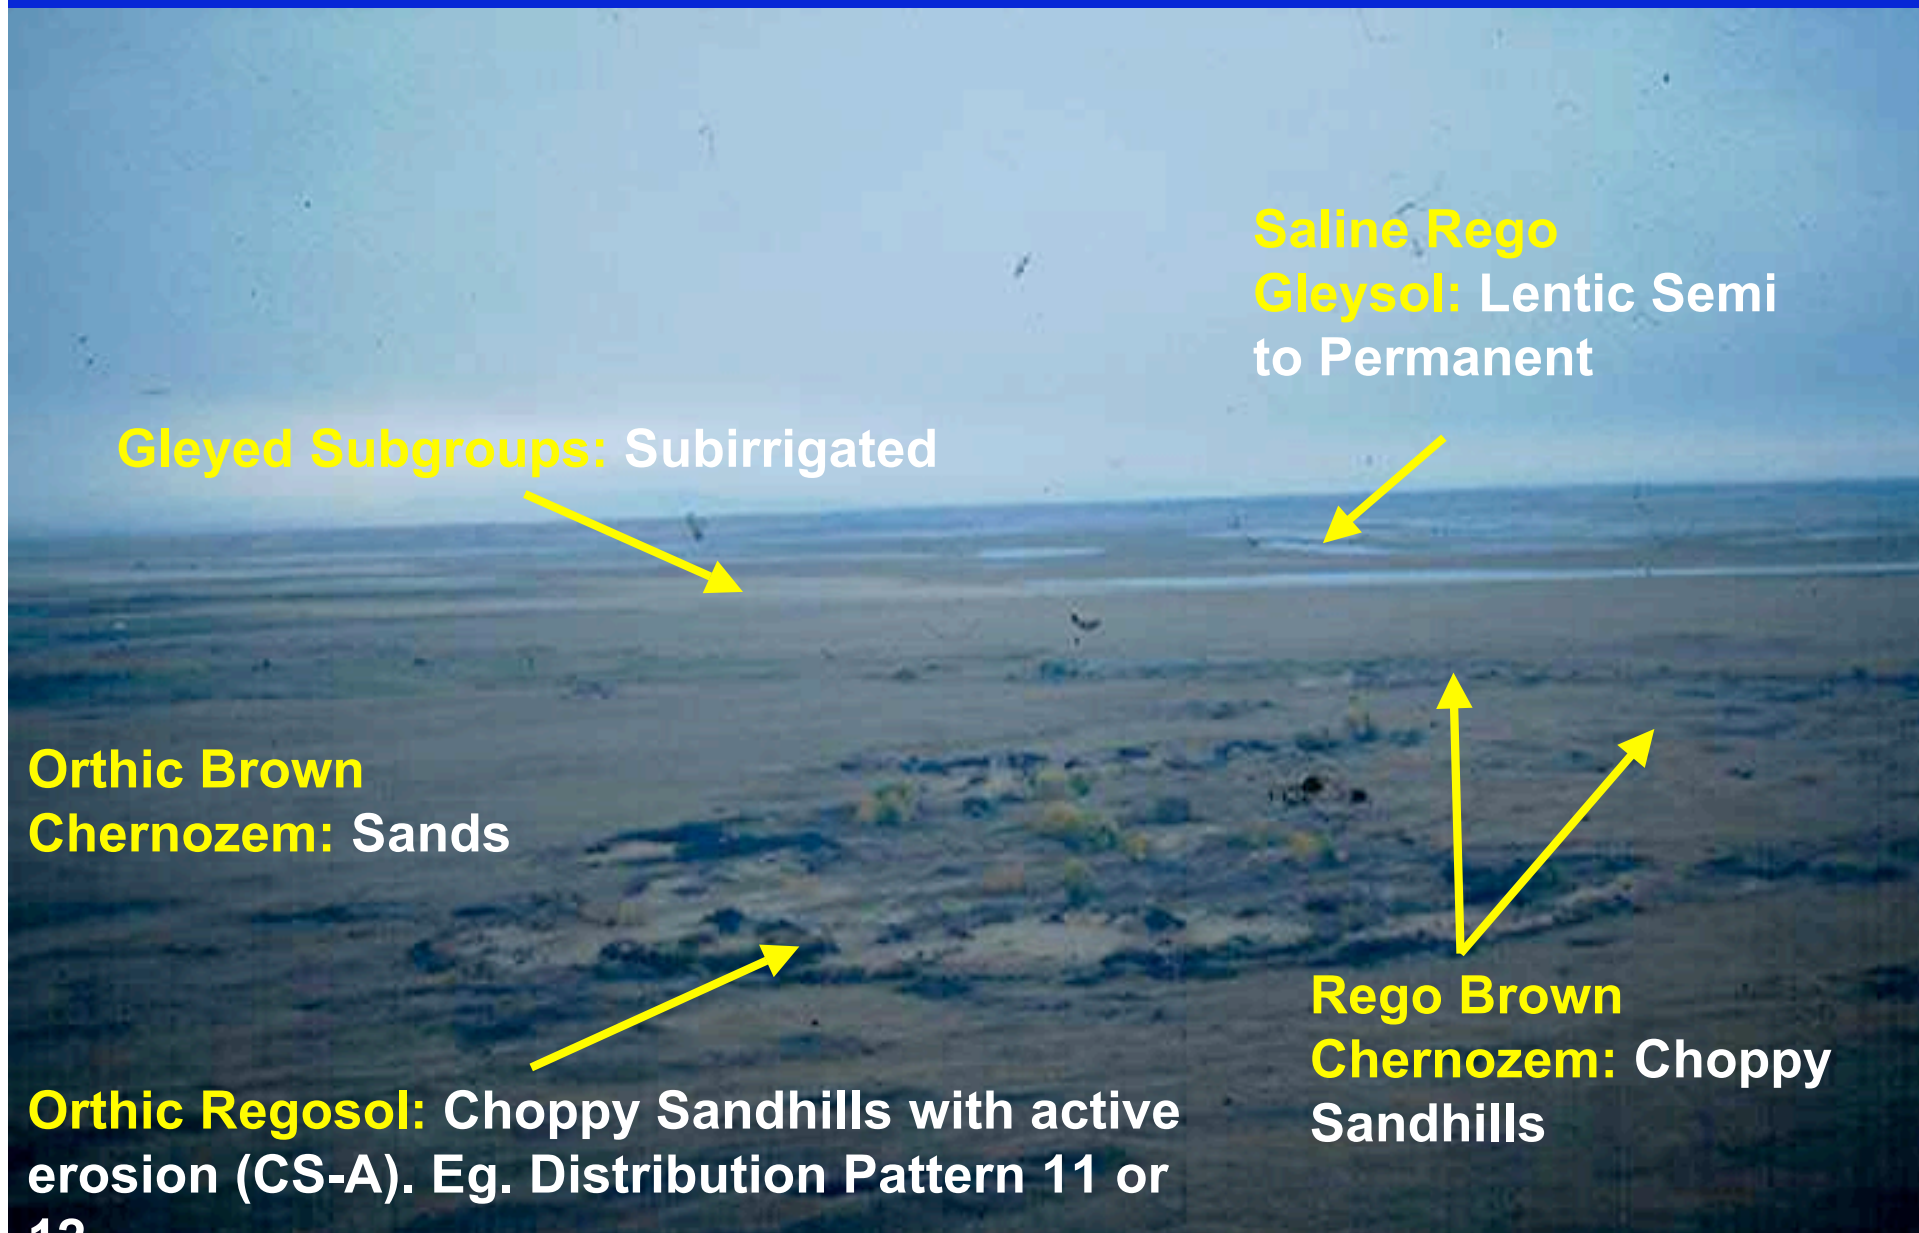 Saline Rego
Gleysol: Lentic Semi
to Permanent
Gleyed Subgroups: Subirrigated
Orthic Brown
Chernozem: Sands
Rego Brown
Chernozem: Choppy
Sandhills
Orthic Regosol: Choppy Sandhills with active
erosion (CS-A). Eg. Distribution Pattern 11 or